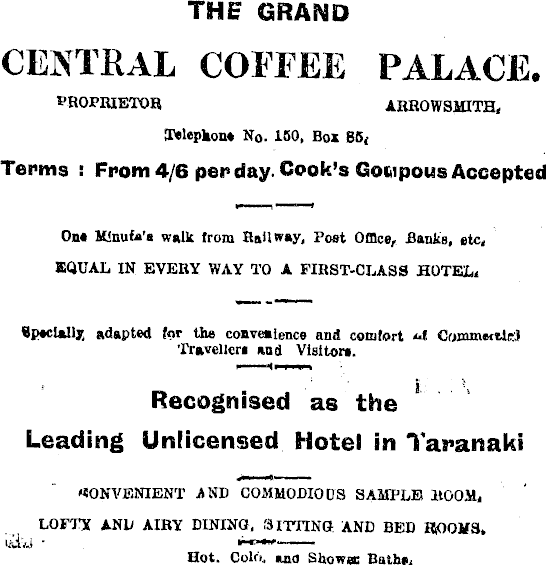 THE GRAND
CENTRAL COFFEE PALACE.
PROPRIETOR ARROWSMITH.
Telephone No. 150, Box 85.
Terms : From 4/6 per day. Cook's Coupous Accepted
One Minute's walk from Railway, Post Office, Banks, etc.
EQUAL IN EVERY WAY TO A FIRST-CLASS HOTEL.
Specially adapted for the convenience and comfort of Commercial
Travellers and Visitors.
Recognised as the
Leading Unlicensed Hotel in Taranaki
CONVENIENT AND COMMODIOUS SAMPLE ROOM.
LOFTY AND AIRY DINING, SITTING AND BED ROOMS.
Hot. Cold, and Shower Baths.